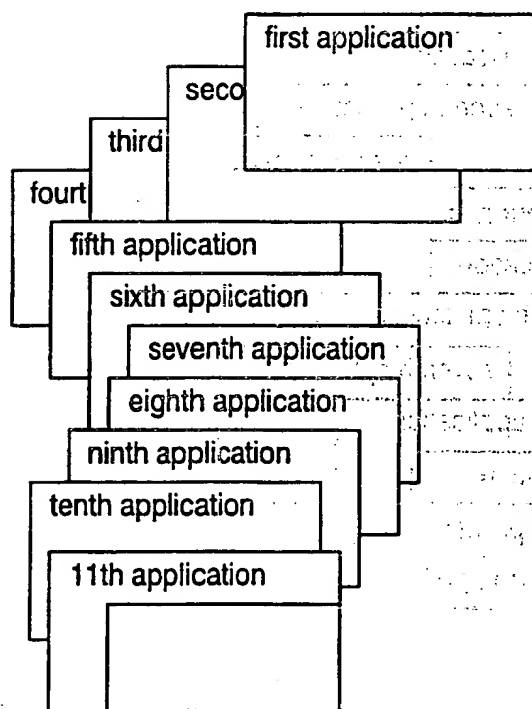 first application
seco
third
fourt
fifth application
sixth application
seventh application
eighth application
ninth application
tenth application
11th application